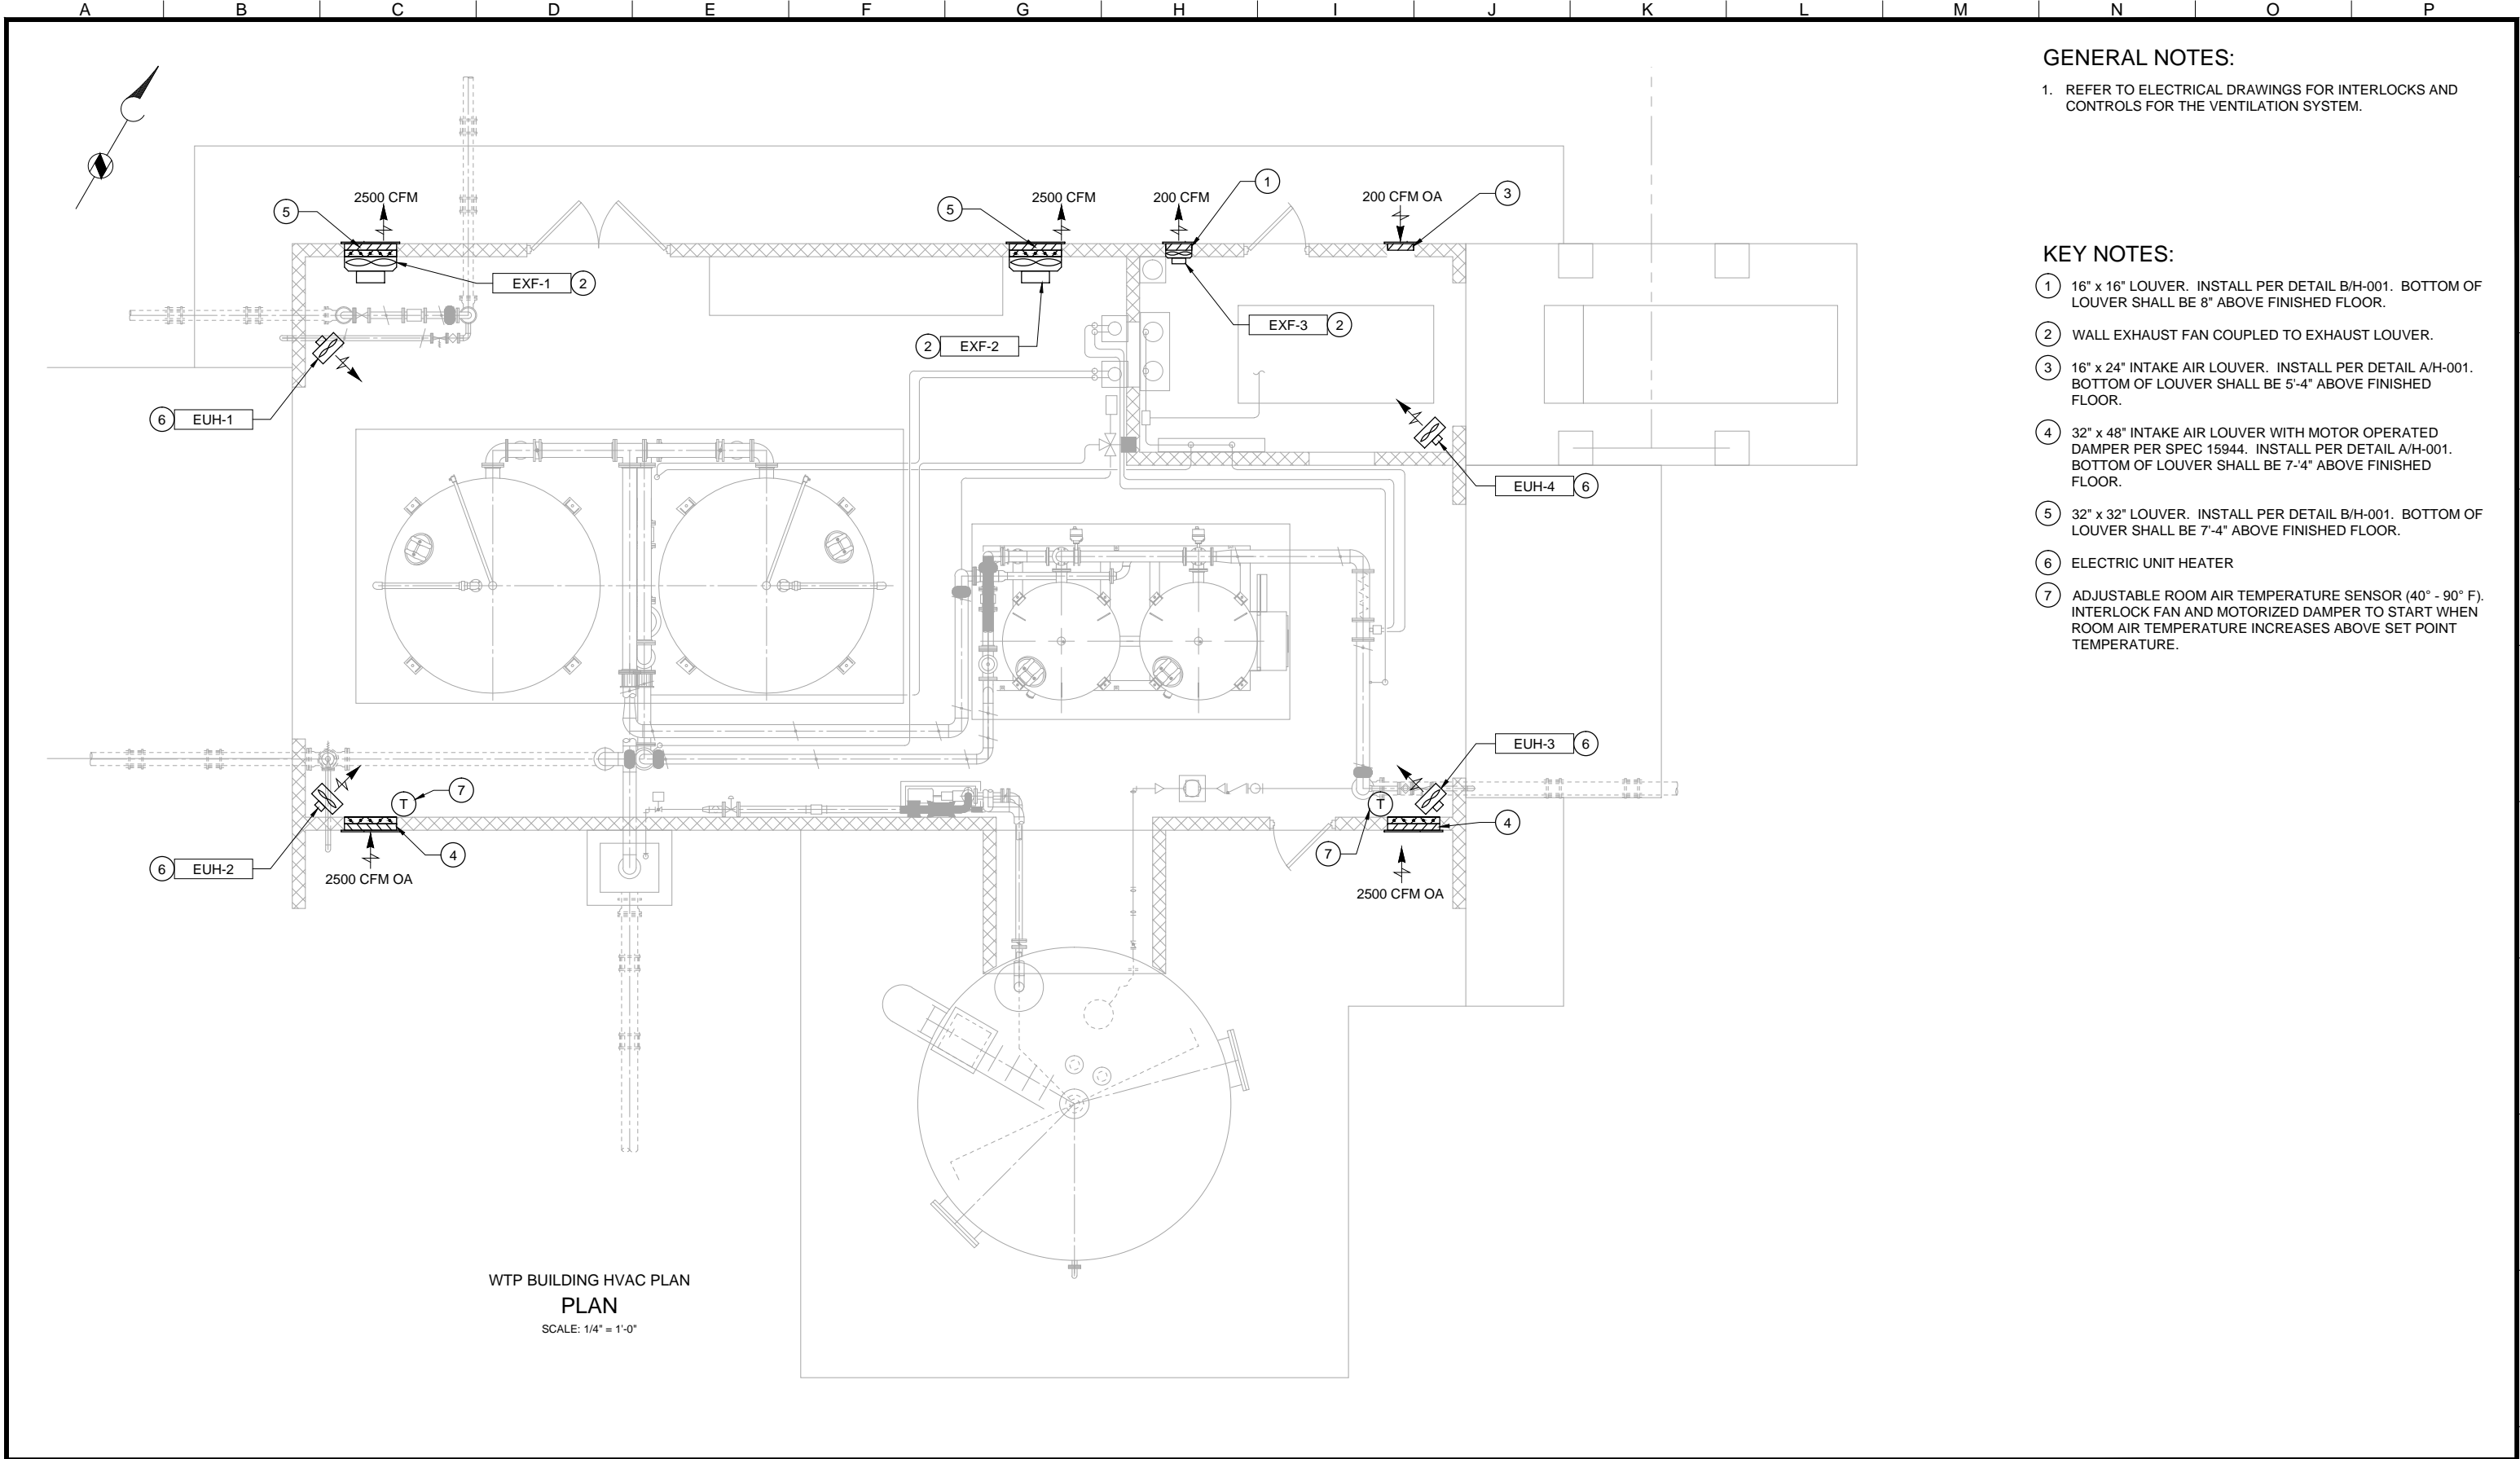 A B C D E F G H I J K L M N O P
GENERAL NOTES:
1. REFER TO ELECTRICAL DRAWINGS FOR INTERLOCKS AND
CONTROLS FOR THE VENTILATION SYSTEM.
KEY NOTES:
1 16" x 16" LOUVER. INSTALL PER DETAIL B/H-001. BOTTOM OF
LOUVER SHALL BE 8" ABOVE FINISHED FLOOR.
2 WALL EXHAUST FAN COUPLED TO EXHAUST LOUVER.
3 16" x 24" INTAKE AIR LOUVER. INSTALL PER DETAIL A/H-001.
BOTTOM OF LOUVER SHALL BE 5'-4" ABOVE FINISHED
FLOOR.
4 32" x 48" INTAKE AIR LOUVER WITH MOTOR OPERATED
DAMPER PER SPEC 15944. INSTALL PER DETAIL A/H-001.
BOTTOM OF LOUVER SHALL BE 7-'4" ABOVE FINISHED
FLOOR.
5 32" x 32" LOUVER. INSTALL PER DETAIL B/H-001. BOTTOM OF
LOUVER SHALL BE 7'-4" ABOVE FINISHED FLOOR.
6 ELECTRIC UNIT HEATER
7 ADJUSTABLE ROOM AIR TEMPERATURE SENSOR (40° - 90° F).
INTERLOCK FAN AND MOTORIZED DAMPER TO START WHEN
ROOM AIR TEMPERATURE INCREASES ABOVE SET POINT
TEMPERATURE.
1
2500 CFM
2500 CFM
200 CFM
200 CFM OA
3
5
5
EXF-1 2
EXF-3 2
2 EXF-2
6 EUH-1
EUH-4 6
EUH-3 6
T
7
T
4
4
7
6 EUH-2
2500 CFM OA
2500 CFM OA
WTP BUILDING HVAC PLAN
PLAN
SCALE: 1/4" = 1'-0"